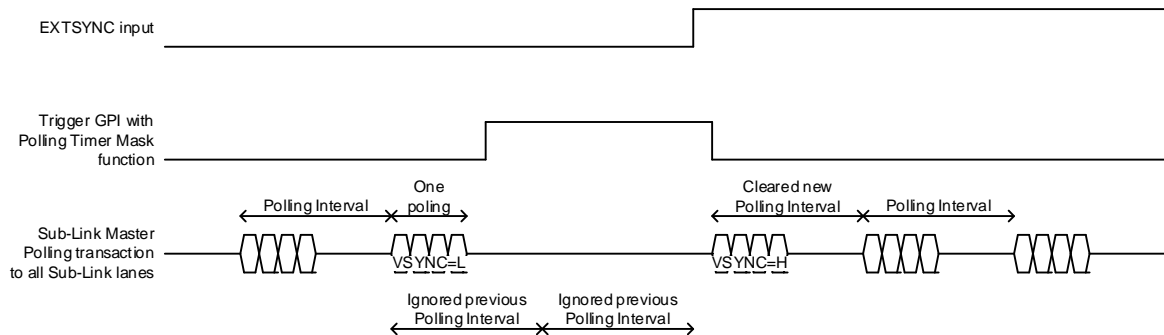 EXTSYNC input
Trigger GPI with
Polling Timer Mask
function
Polling Interval
One
poling
Cleared new
Polling Interval
Polling Interval
Sub-Link Master
Polling transaction
to all Sub-Link lanes
VSYNC=L
VSYNC=H
Ignored previous
Polling Interval
Ignored previous
Polling Interval